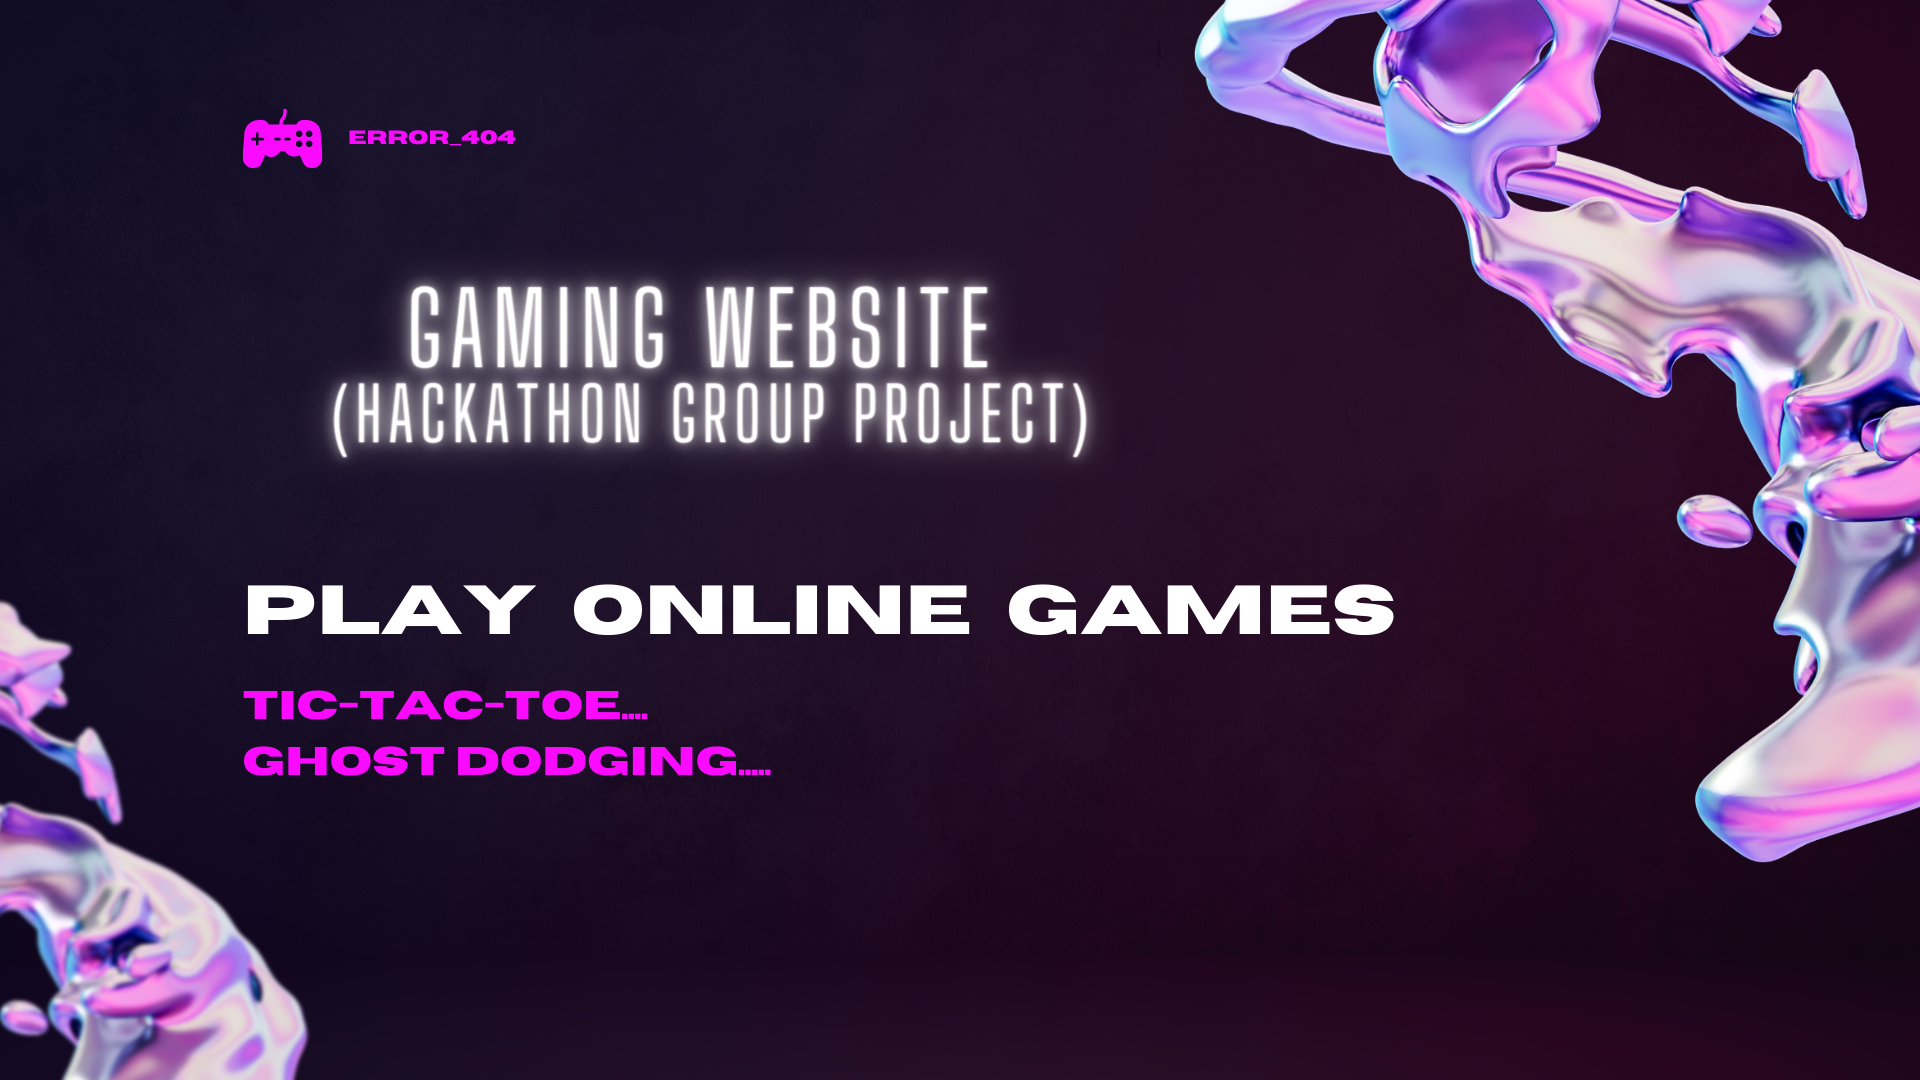 ERROR_404
GAMING WEBSITE
(HACKATHON GROUP PROJECT)
PLAY ONLINE GAMES
TIC-TAC-TOE....
GHOST DODGING.....